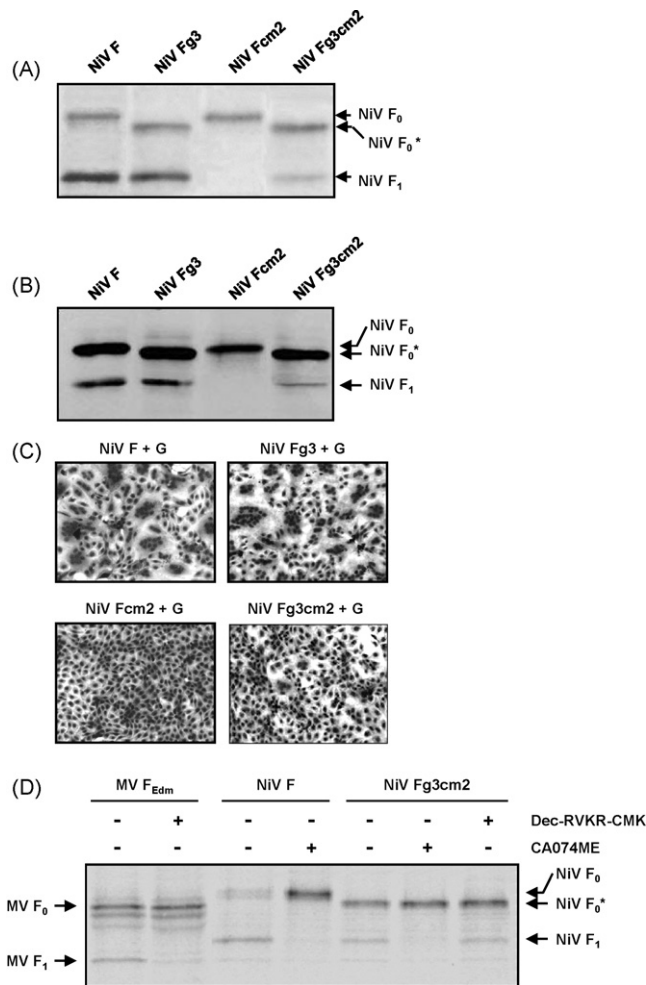 (A)
NiV F NiV Fg3 NiV Fcm2 NiV Fg3cm2
NiV F₀
NiV F₀*
NiV F₁
(B)
NiV F NiV Fg3 NiV Fcm2 NiV Fg3cm2
NiV F₀
NiV F₀*
NiV F₁
(C)
NiV F + G NiV Fg3 + G
NiV Fcm2 + G NiV Fg3cm2 + G
(D)
MV F_Edm NiV F NiV Fg3cm2
- + - - - - + Dec-RVKR-CMK
- - - + - + - CA074ME
NiV F₀
MV F₀ NiV F₀*
NiV F₁
MV F₁